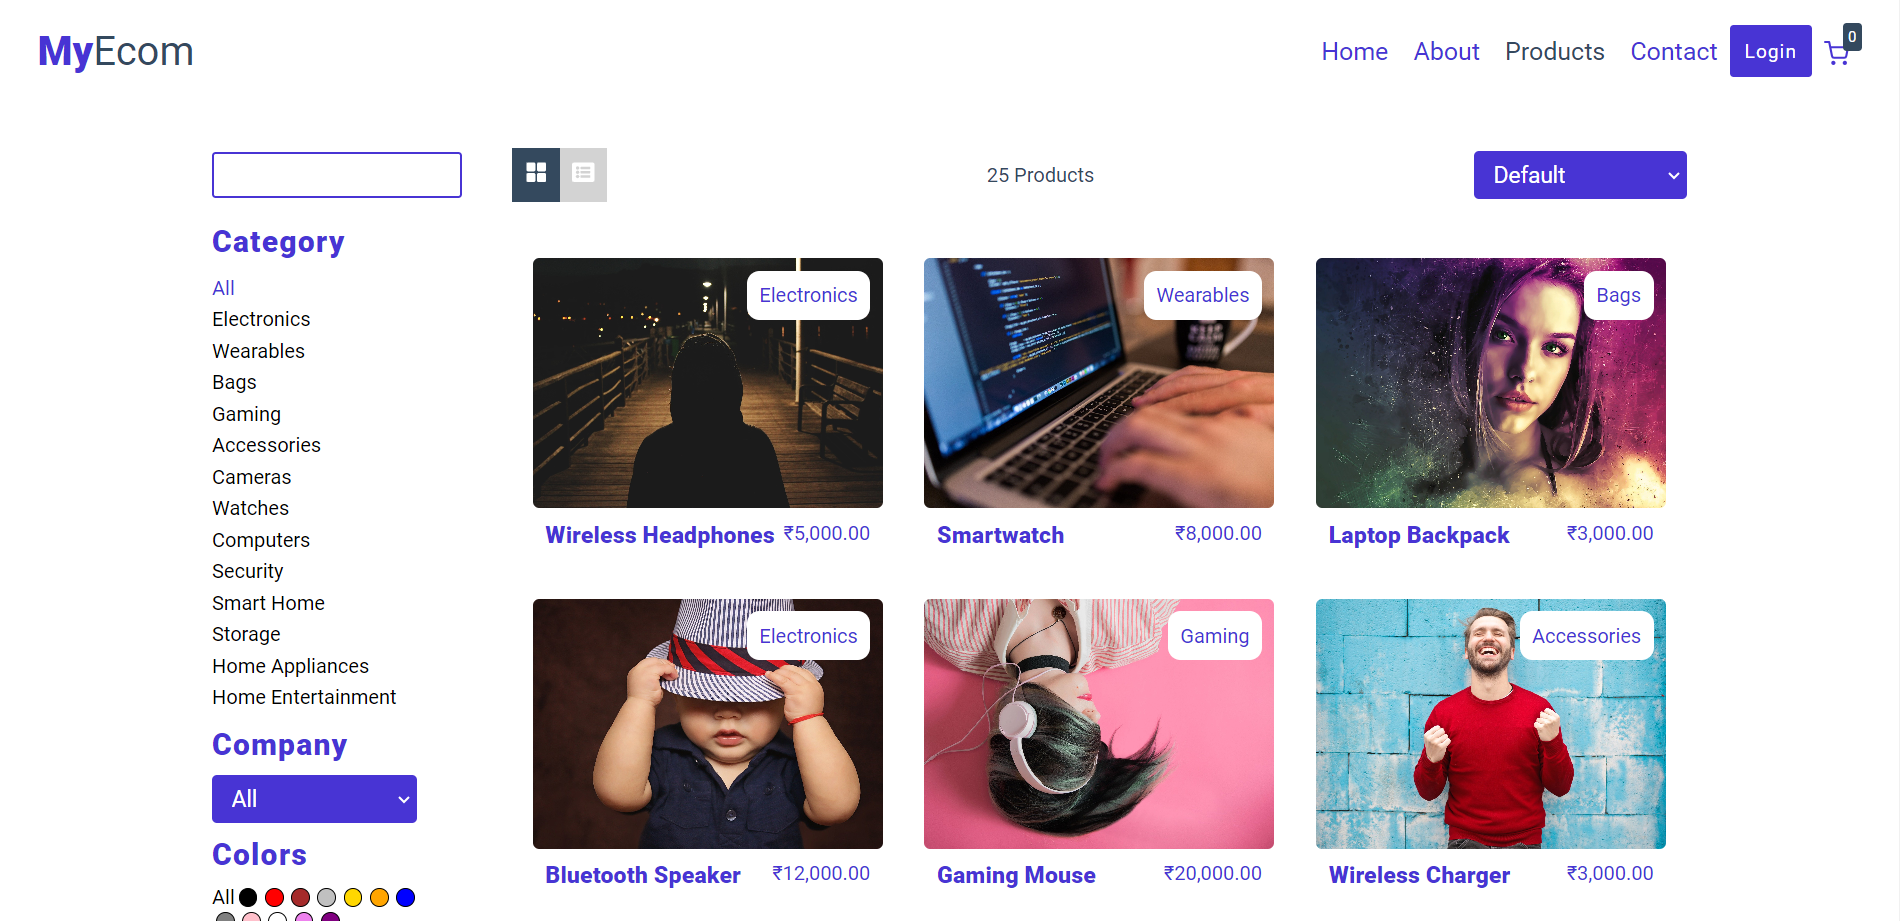 MyEcom
Home About Products Contact Login 0
25 Products
Default
Category
All
Electronics
Wearables
Bags
Gaming
Accessories
Cameras
Watches
Computers
Security
Smart Home
Storage
Home Appliances
Home Entertainment
Company
All
Colors
All
Electronics
Wireless Headphones ₹5,000.00
Wearables
Smartwatch ₹8,000.00
Bags
Laptop Backpack ₹3,000.00
Electronics
Bluetooth Speaker ₹12,000.00
Gaming
Gaming Mouse ₹20,000.00
Accessories
Wireless Charger ₹3,000.00